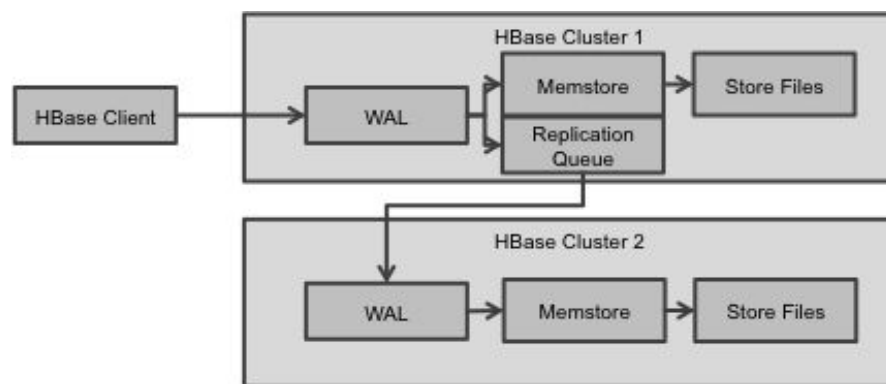 HBase Cluster 1
HBase Client
WAL
Memstore
Store Files
Replication
Queue
HBase Cluster 2
WAL
Memstore
Store Files